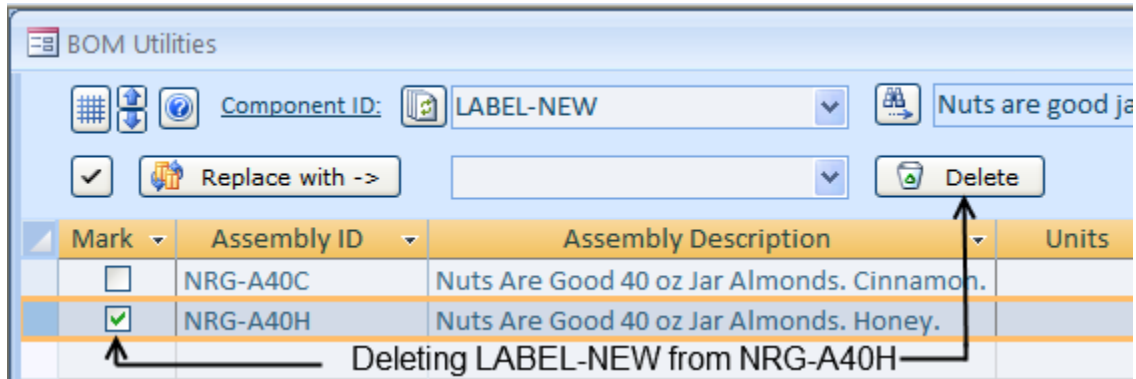 BOM Utilities
Component ID: LABEL-NEW Nuts are good ja
Replace with -> Delete
Mark Assembly ID Assembly Description Units
NRG-A40C Nuts Are Good 40 oz Jar Almonds. Cinnamon.
NRG-A40H Nuts Are Good 40 oz Jar Almonds. Honey.
Deleting LABEL-NEW from NRG-A40H